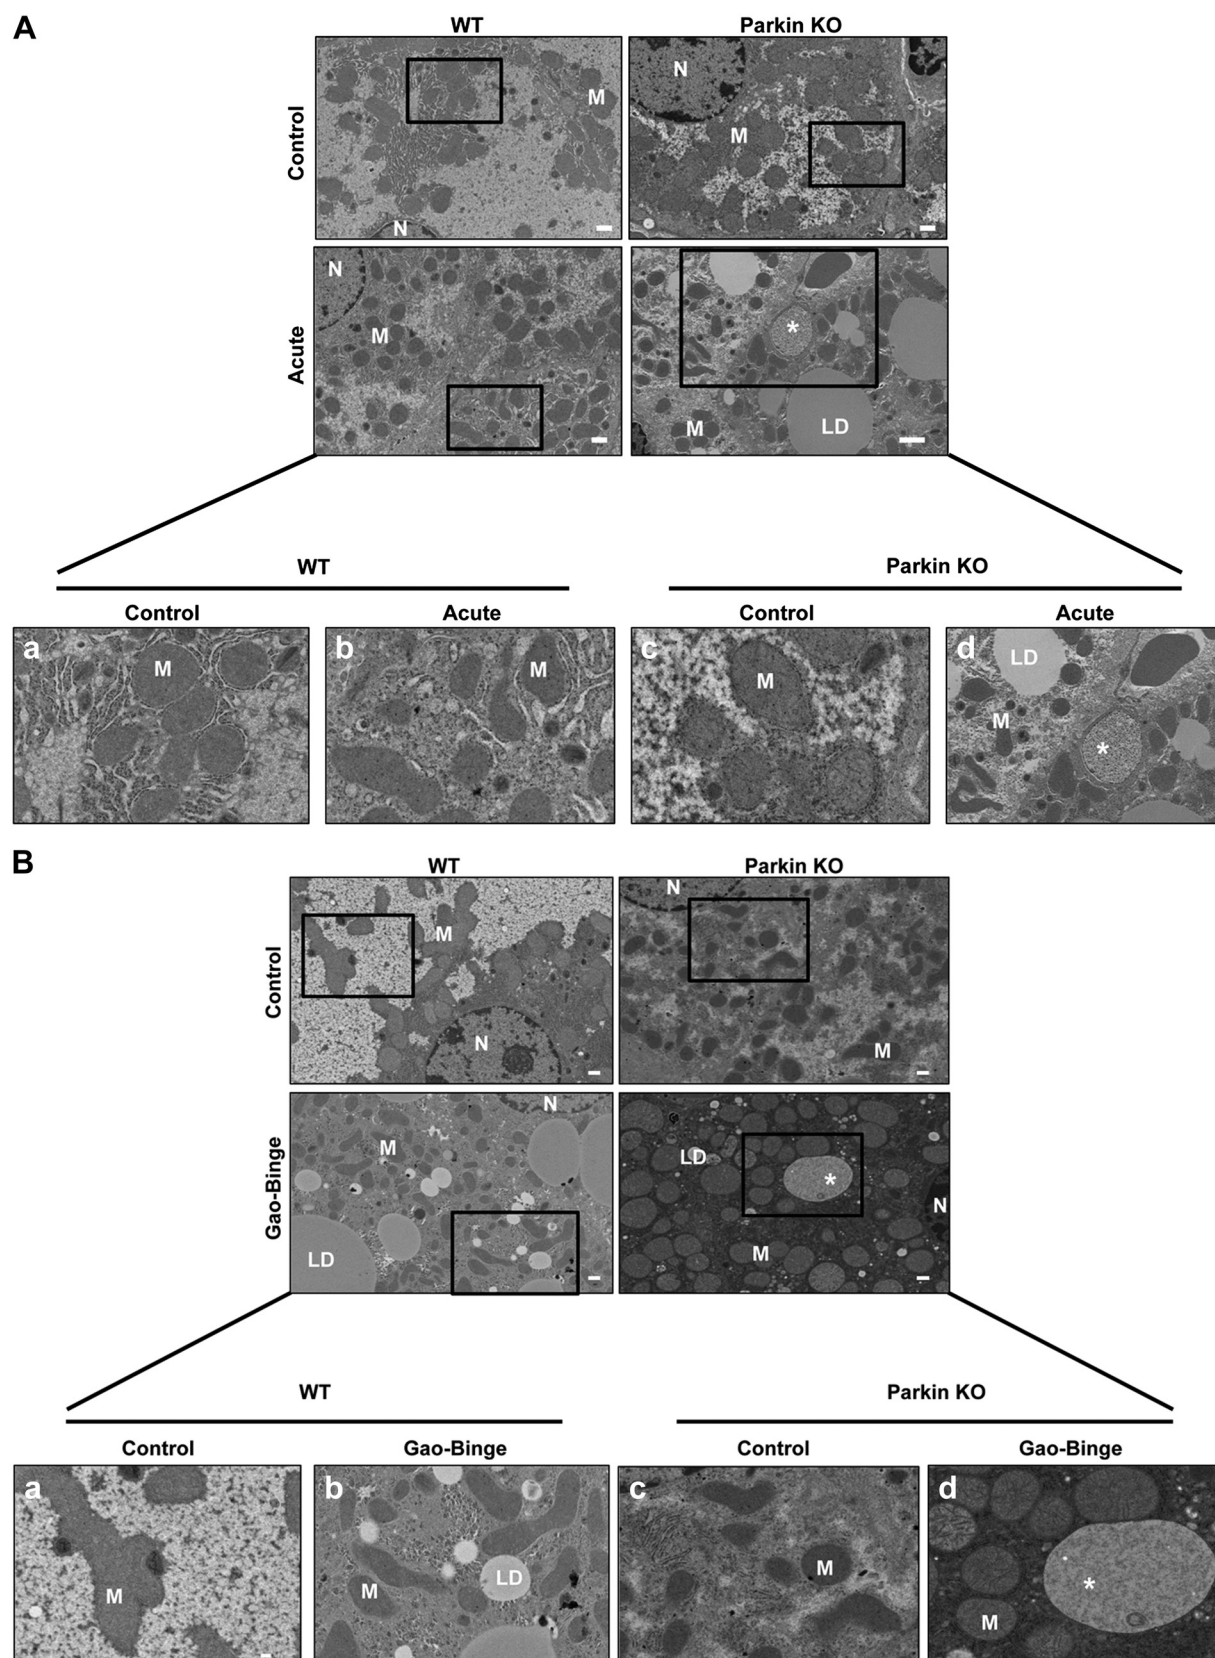 A
WT Parkin KO
Control
M
N
N
M
Acute
N
M
*
M
LD
WT Parkin KO
Control Acute Control Acute
a
M
b
M
c
M
d
LD
M
*
B
WT Parkin KO
Control
M
N
N
M
Gao-Binge
M
N
LD
LD
*
N
M
WT Parkin KO
Control Gao-Binge Control Gao-Binge
a
M
b
M
LD
c
M
d
*
M